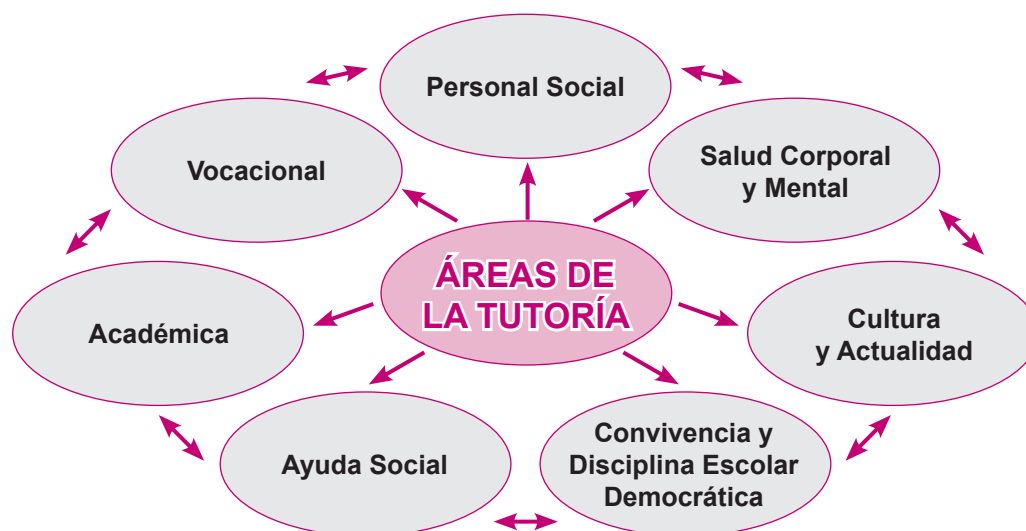 Personal Social
Vocacional
Salud Corporal
y Mental
ÁREAS DE
LA TUTORÍA
Académica
Cultura
y Actualidad
Ayuda Social
Convivencia y
Disciplina Escolar
Democrática